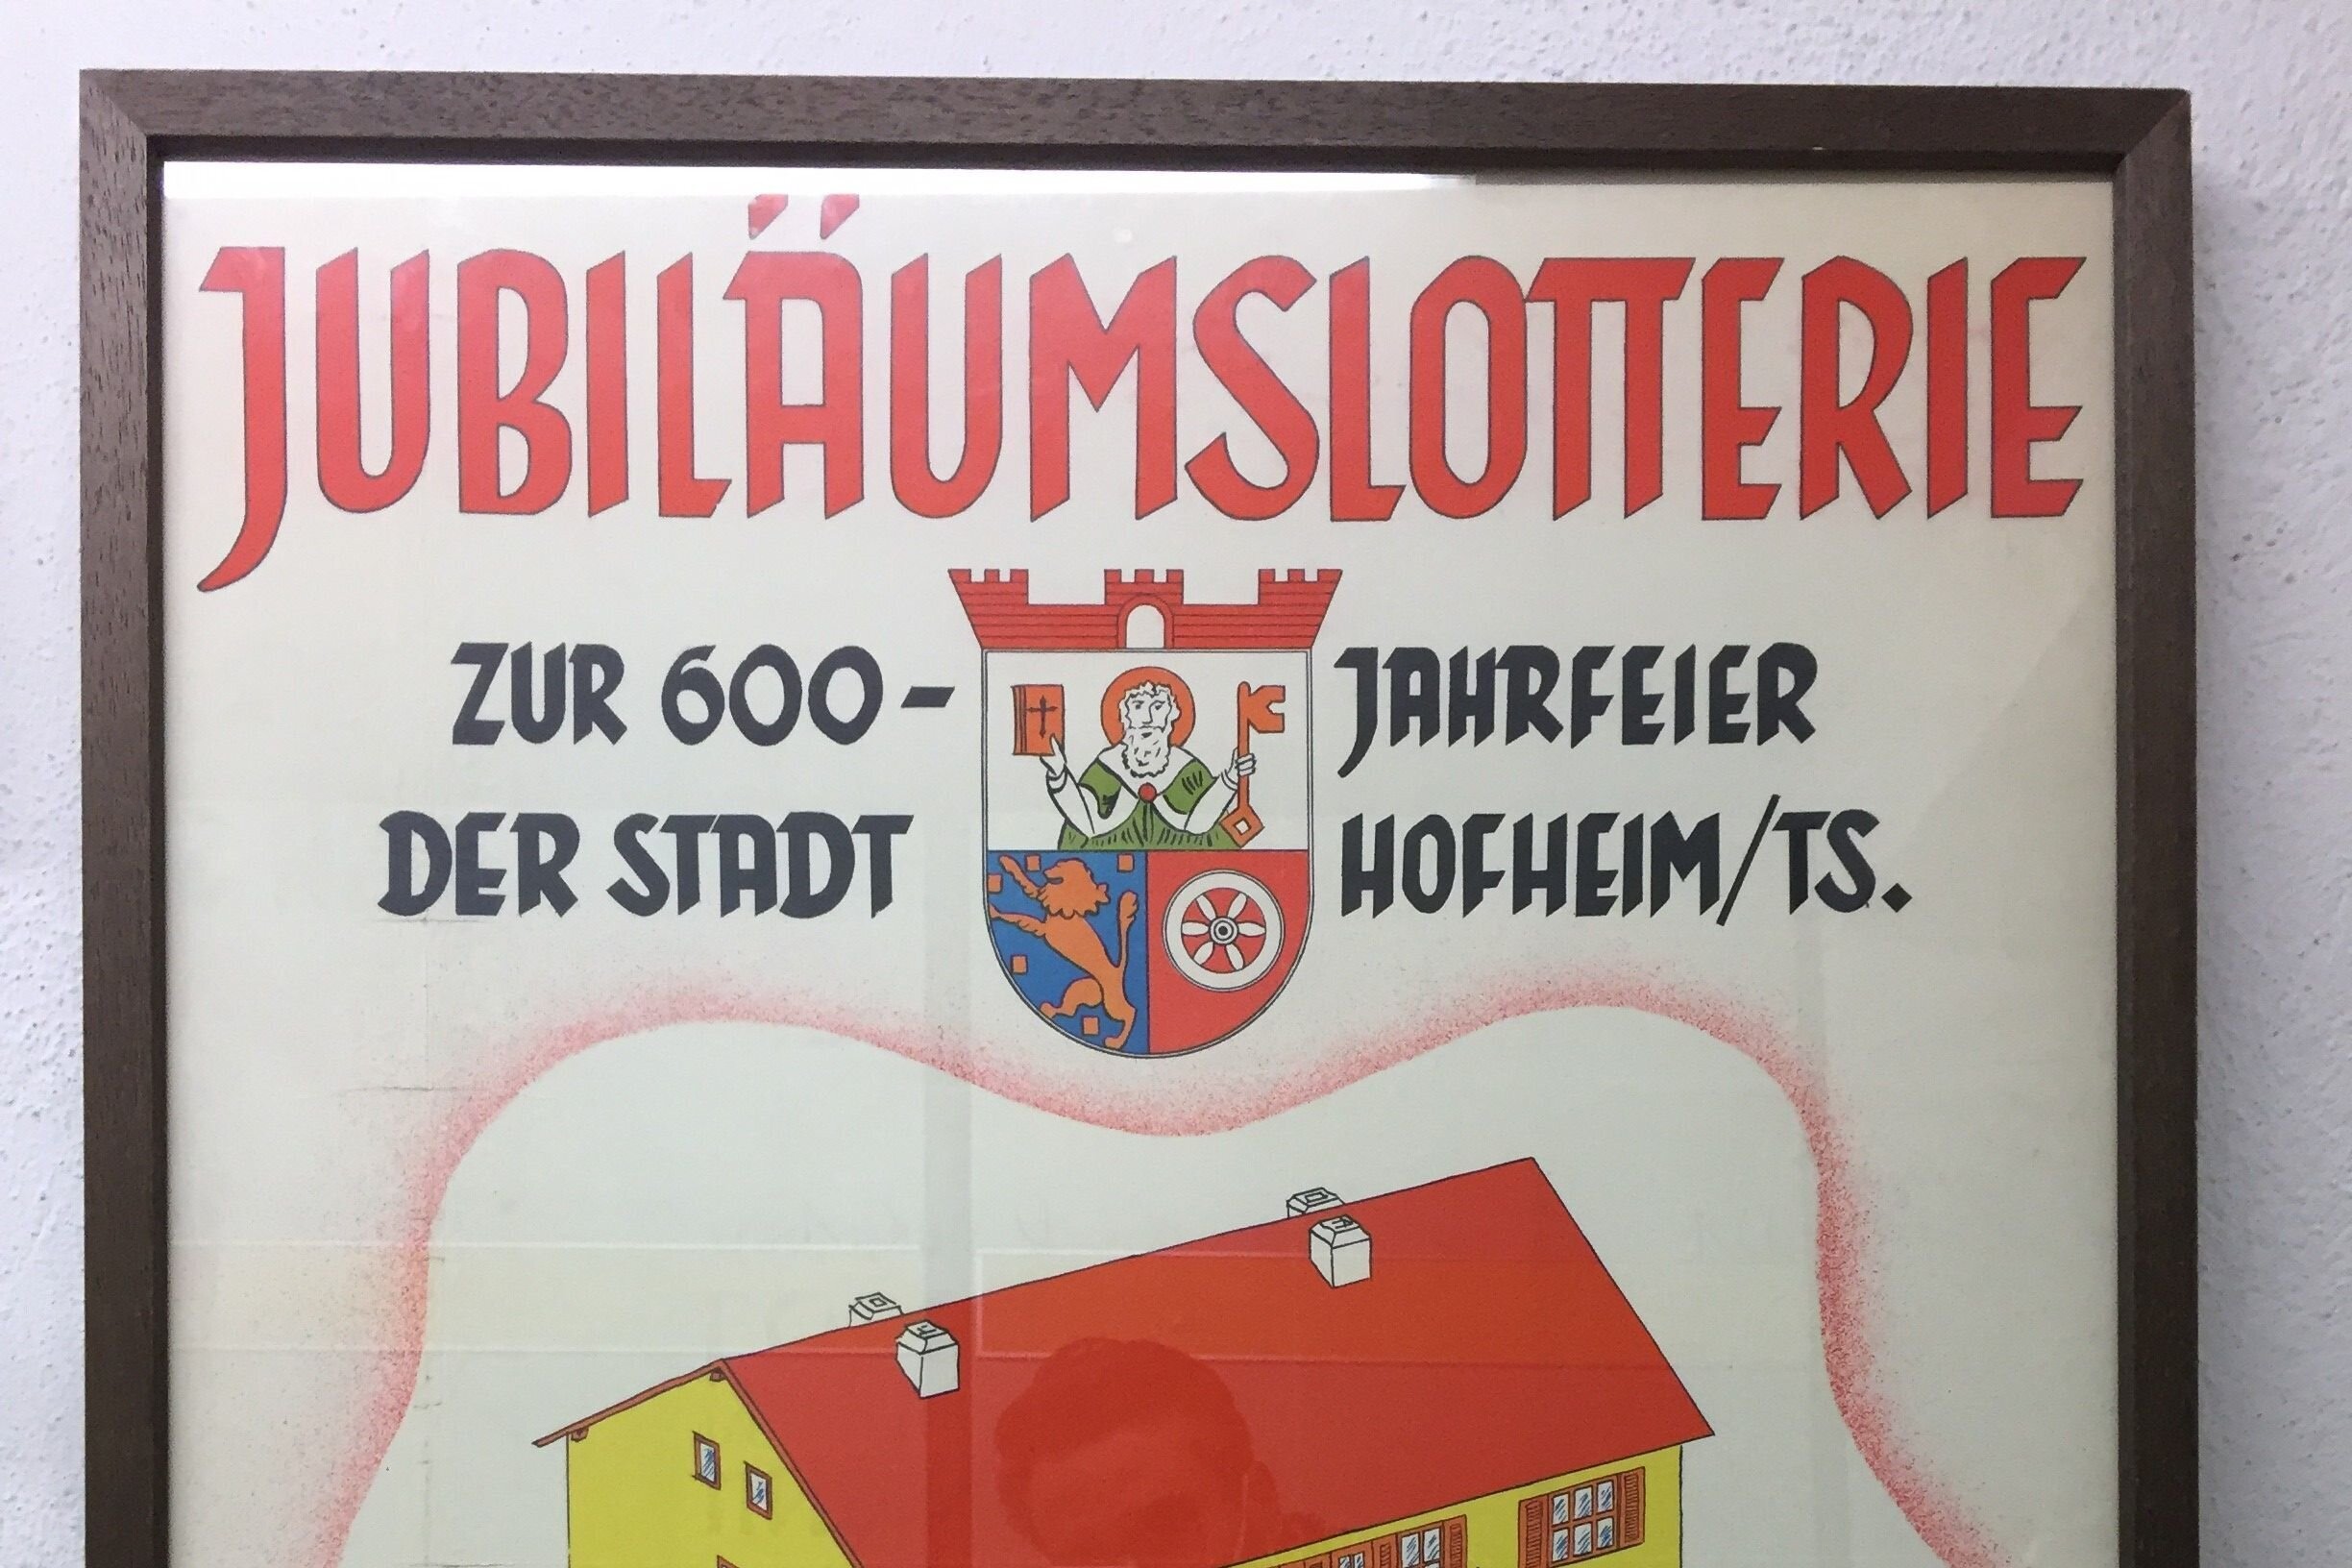 JUBILÄUMSLOTTERIE
ZUR 600-JAHRFEIER
DER STADT HOFHEIM/TS.